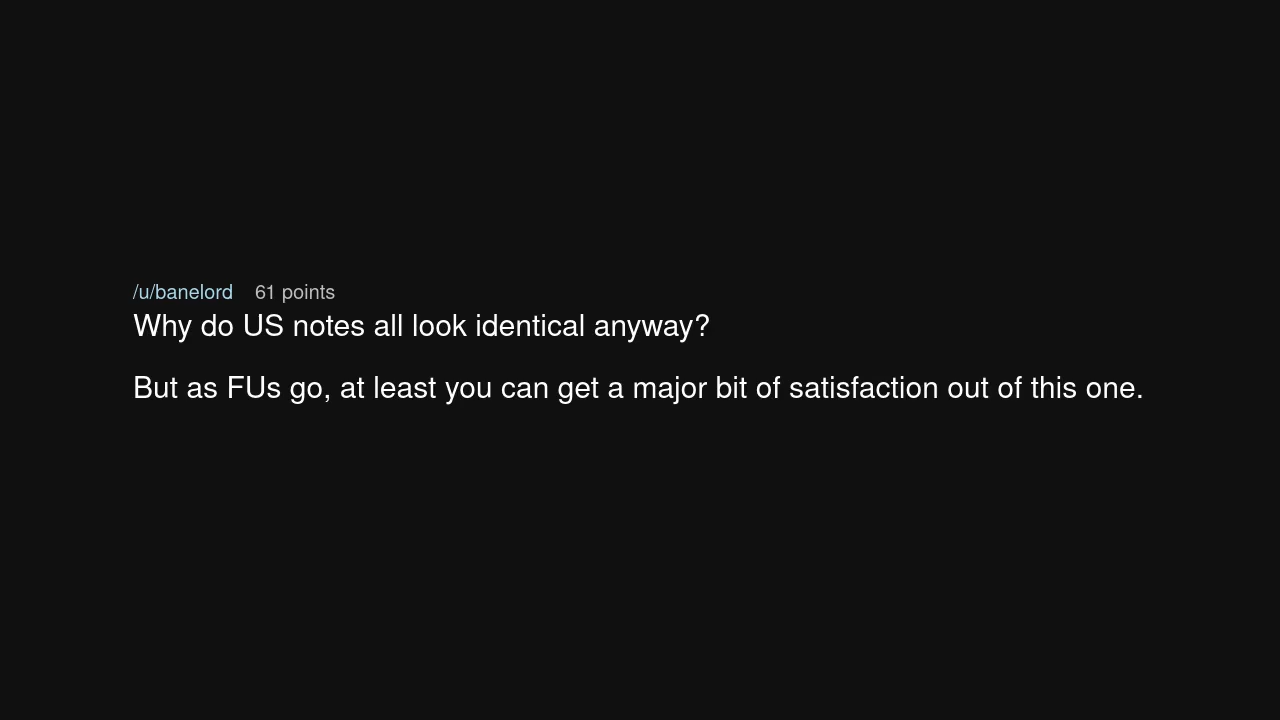 /u/banelord 61 points
Why do US notes all look identical anyway?
But as FUs go, at least you can get a major bit of satisfaction out of this one.